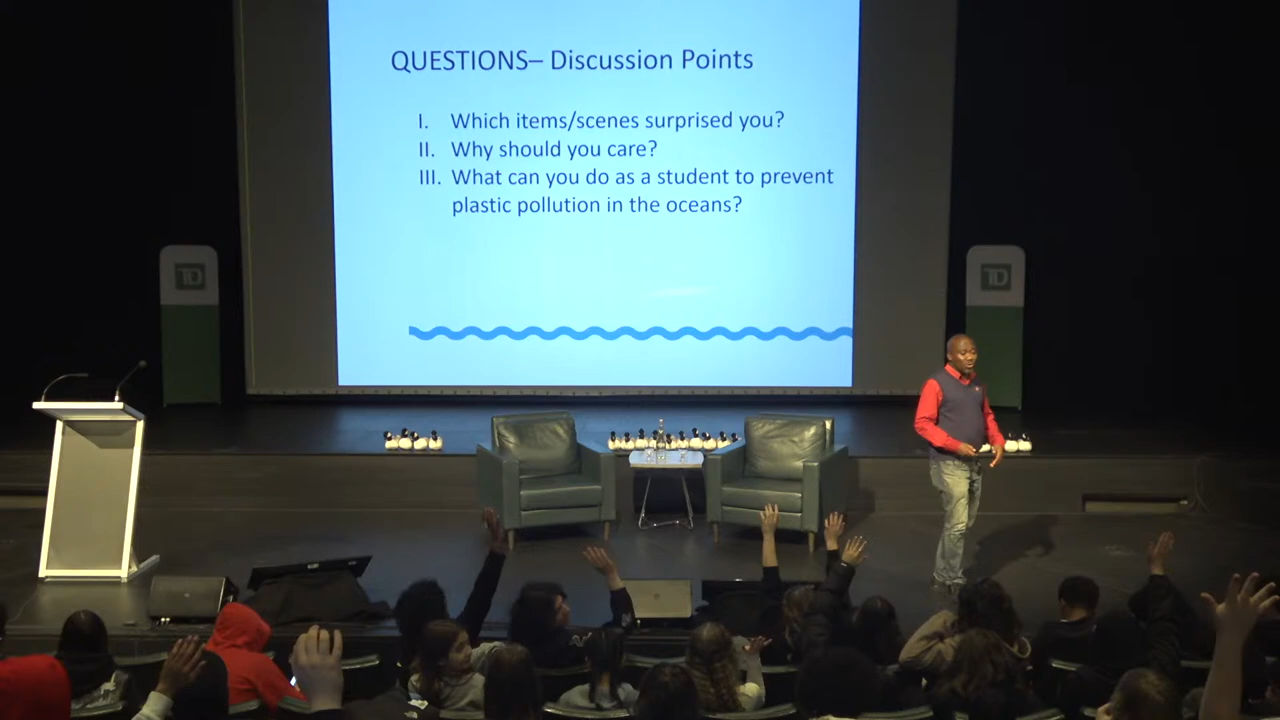 QUESTIONS– Discussion Points
I. Which items/scenes surprised you?
II. Why should you care?
III. What can you do as a student to prevent
plastic pollution in the oceans?
TD
TD